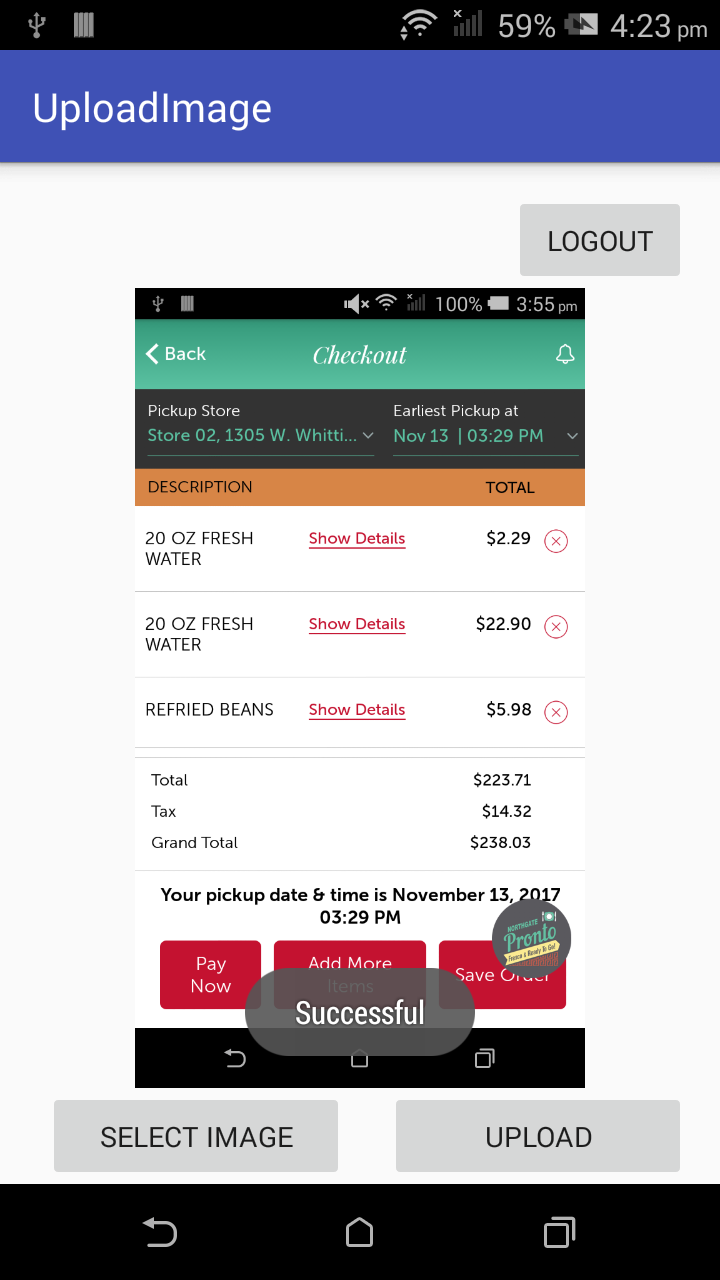 59% 4:23 pm
UploadImage
LOGOUT
100% 3:55 pm
Back Checkout
Pickup Store Earliest Pickup at
Store 02, 1305 W. Whitti... Nov 13 | 03:29 PM
DESCRIPTION TOTAL
20 OZ FRESH Show Details $2.29
WATER
20 OZ FRESH Show Details $22.90
WATER
REFRIED BEANS Show Details $5.98
Total $223.71
Tax $14.32
Grand Total $238.03
Your pickup date & time is November 13, 2017
03:29 PM
NORTHGATE
Pronto
Fresco & Ready To Go!
Pay Add More Save Order
Now Items
Successful
SELECT IMAGE UPLOAD